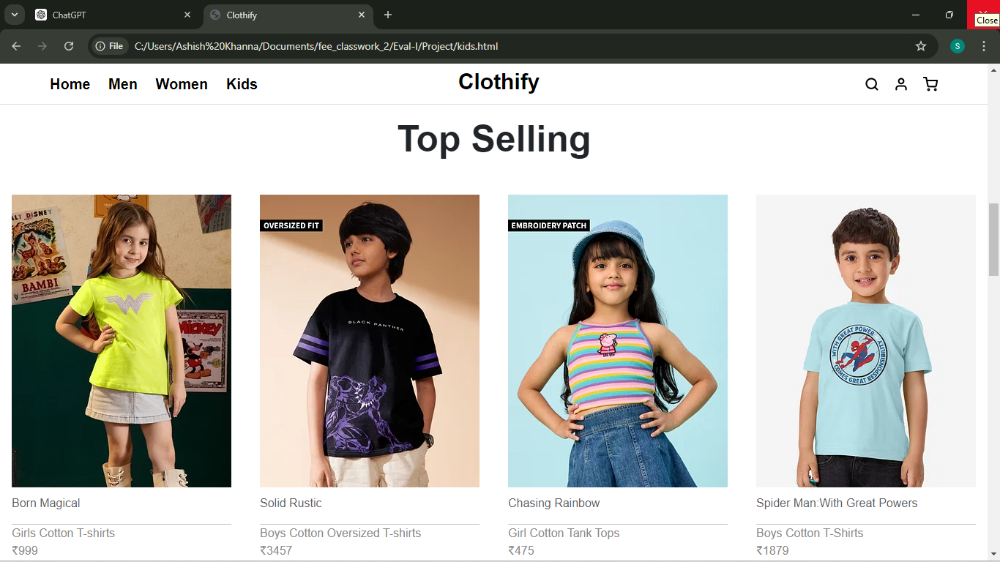 ChatGPT
Clothify
Close
File
C:/Users/Ashish%20Khanna/Documents/fee_classwork_2/Eval-I/Project/kids.html
S
Home Men Women Kids
Clothify
Top Selling
ALT DISNEY
BAMBI
MICKEY
OVERSIZED FIT
BLACK PANTHER
EMBROIDERY PATCH
WITH GREAT POWER
COMES GREAT RESPONSIBILITY
Born Magical
Girls Cotton T-shirts
₹999
Solid Rustic
Boys Cotton Oversized T-shirts
₹3457
Chasing Rainbow
Girl Cotton Tank Tops
₹475
Spider Man:With Great Powers
Boys Cotton T-Shirts
₹1879